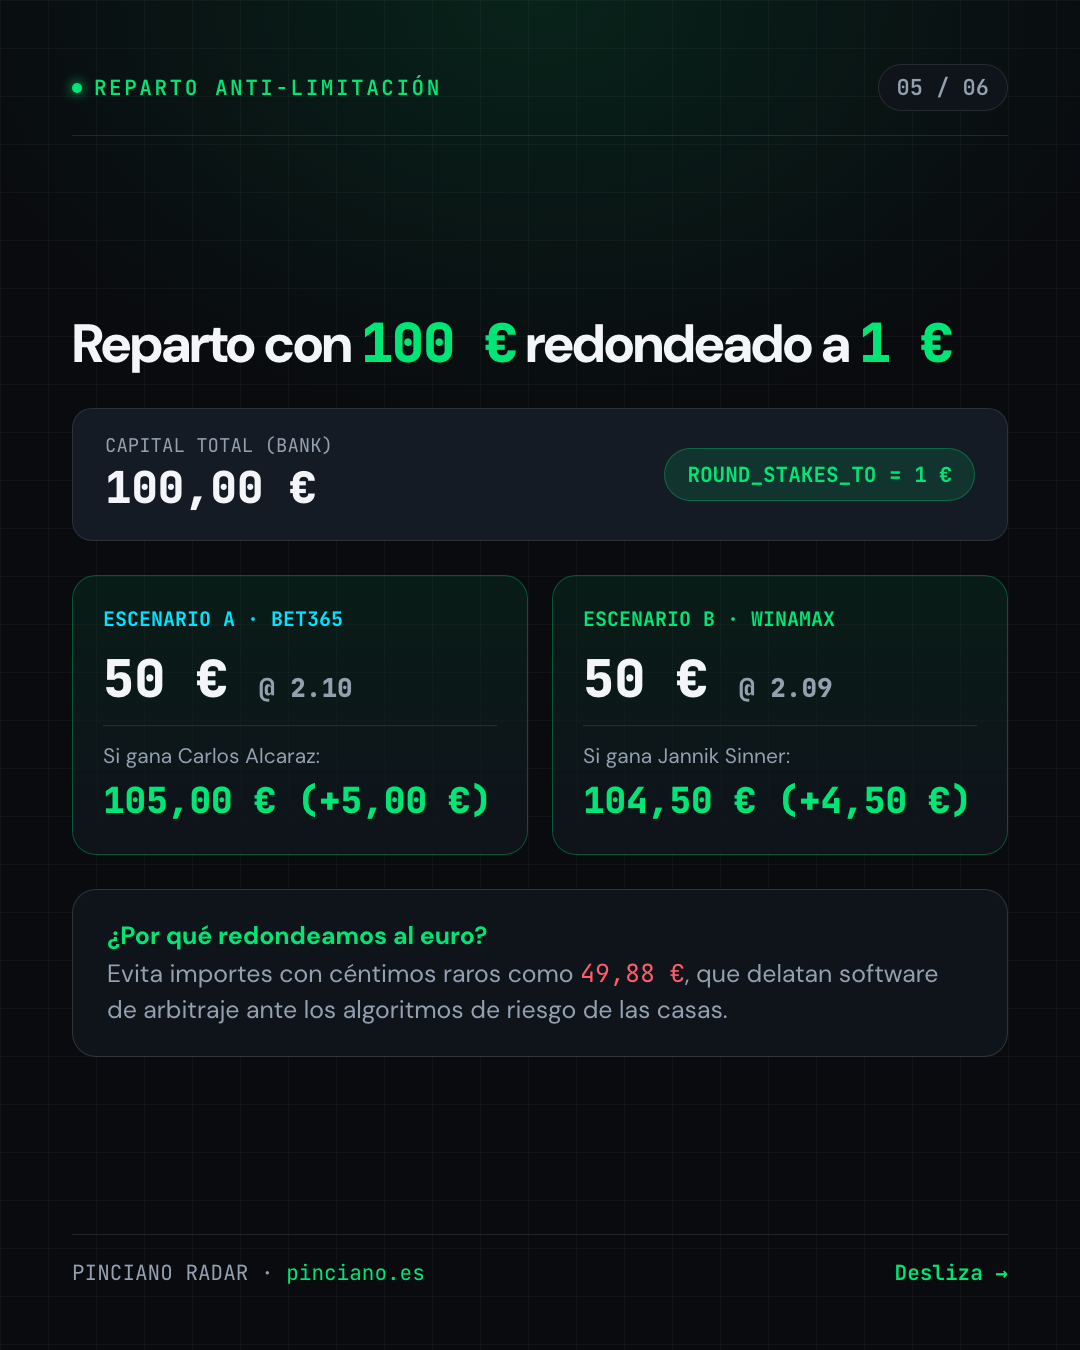 REPARTO ANTI-LIMITACIÓN
05 / 06
Reparto con 100 € redondeado a 1 €
CAPITAL TOTAL (BANK)
100,00 €
ROUND_STAKES_TO = 1 €
ESCENARIO A · BET365
50 € @ 2.10
Si gana Carlos Alcaraz:
105,00 € (+5,00 €)
ESCENARIO B · WINAMAX
50 € @ 2.09
Si gana Jannik Sinner:
104,50 € (+4,50 €)
¿Por qué redondeamos al euro?
Evita importes con céntimos raros como 49,88 €, que delatan software
de arbitraje ante los algoritmos de riesgo de las casas.
PINCIANO RADAR · pinciano.es
Desliza →